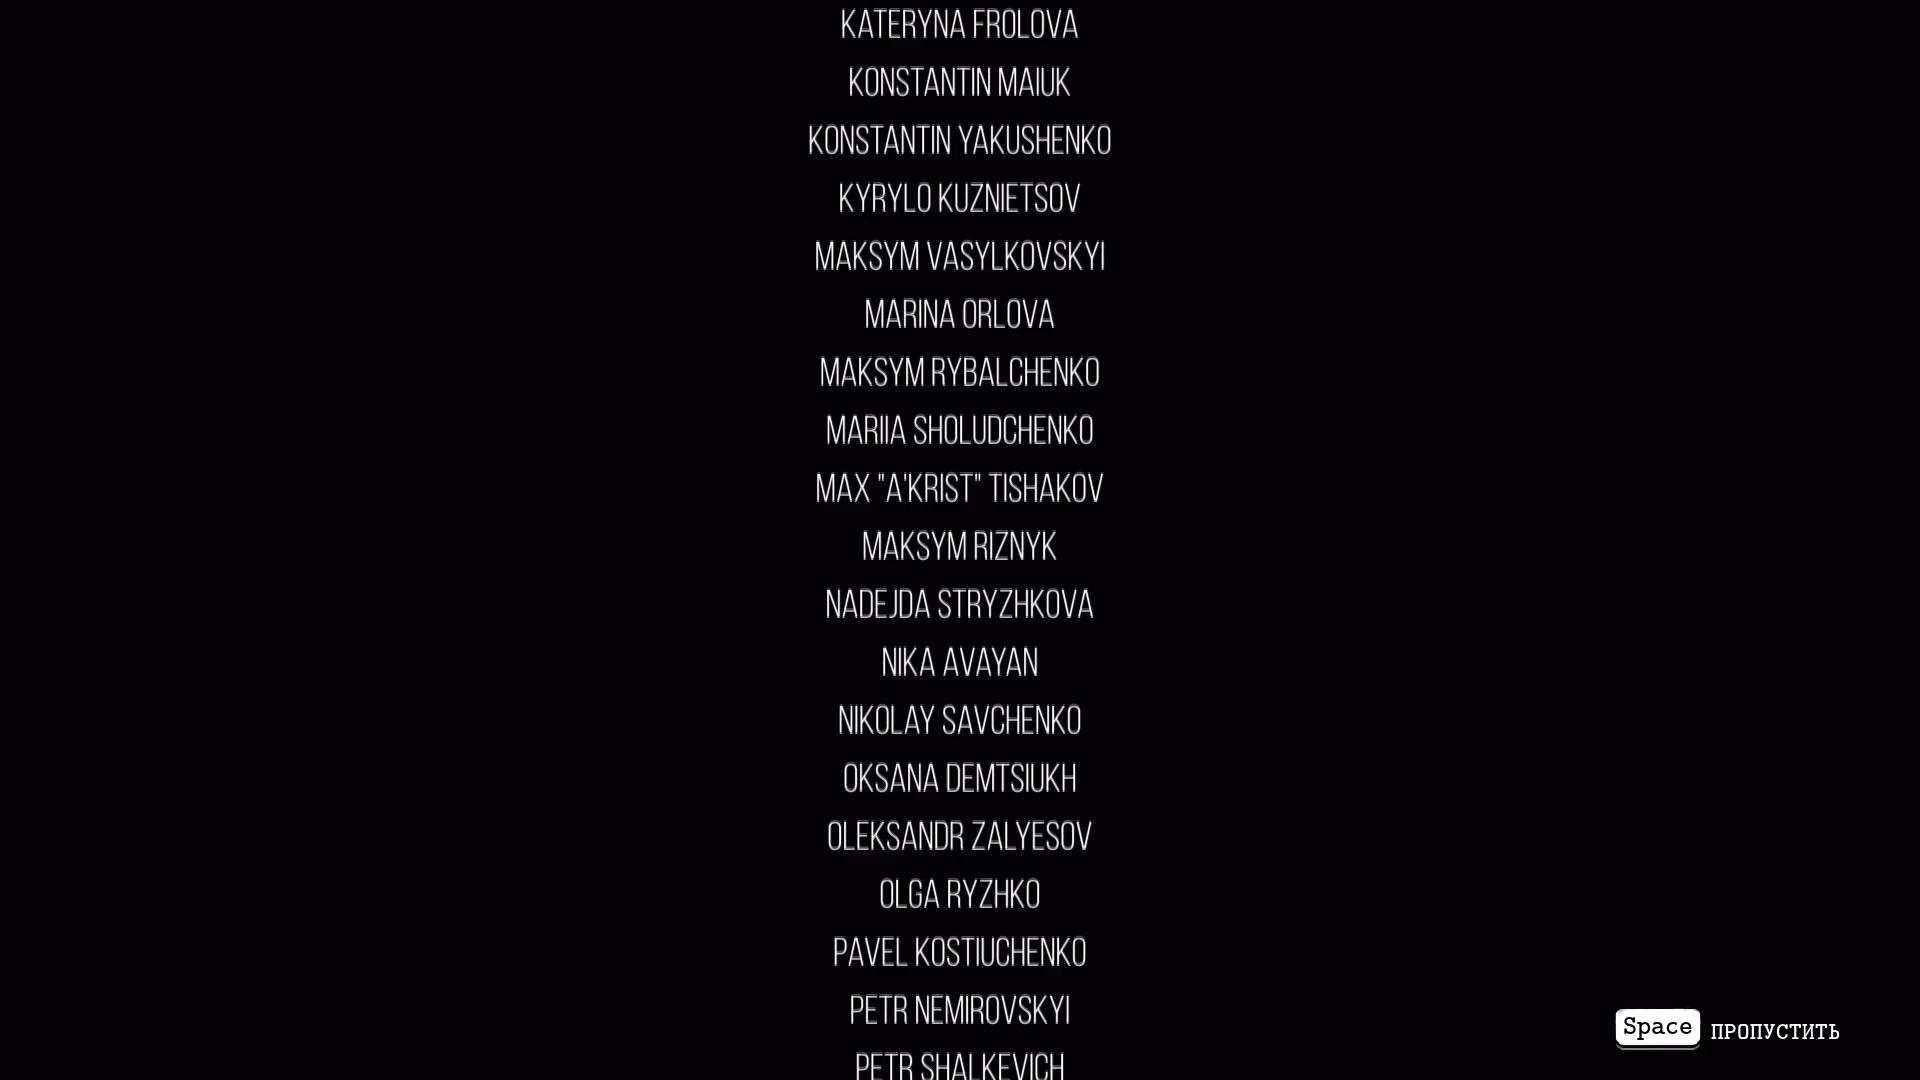 KATERYNA FROLOVA
KONSTANTIN MAIUK
KONSTANTIN YAKUSHENKO
KYRYLO KUZNIETSOV
MAKSYM VASYLKOVSKYI
MARINA ORLOVA
MAKSYM RYBALCHENKO
MARIIA SHOLUDCHENKO
MAX "A'KRIST" TISHAKOV
MAKSYM RIZNYK
NADEJDA STRYZHKOVA
NIKA AVAYAN
NIKOLAY SAVCHENKO
OKSANA DEMTSIUKH
OLEKSANDR ZALYESOV
OLGA RYZHKO
PAVEL KOSTIUCHENKO
PETR NEMIROVSKYI
PETR SHALKEVICH
Space ПРОПУСТИТЬ